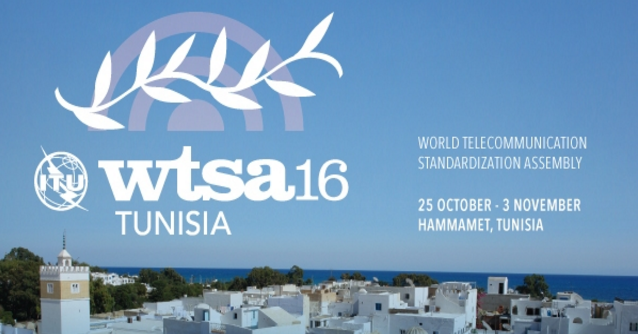 ITU
wtsa16
TUNISIA
WORLD TELECOMMUNICATION
STANDARDIZATION ASSEMBLY
25 OCTOBER - 3 NOVEMBER
HAMMAMET, TUNISIA